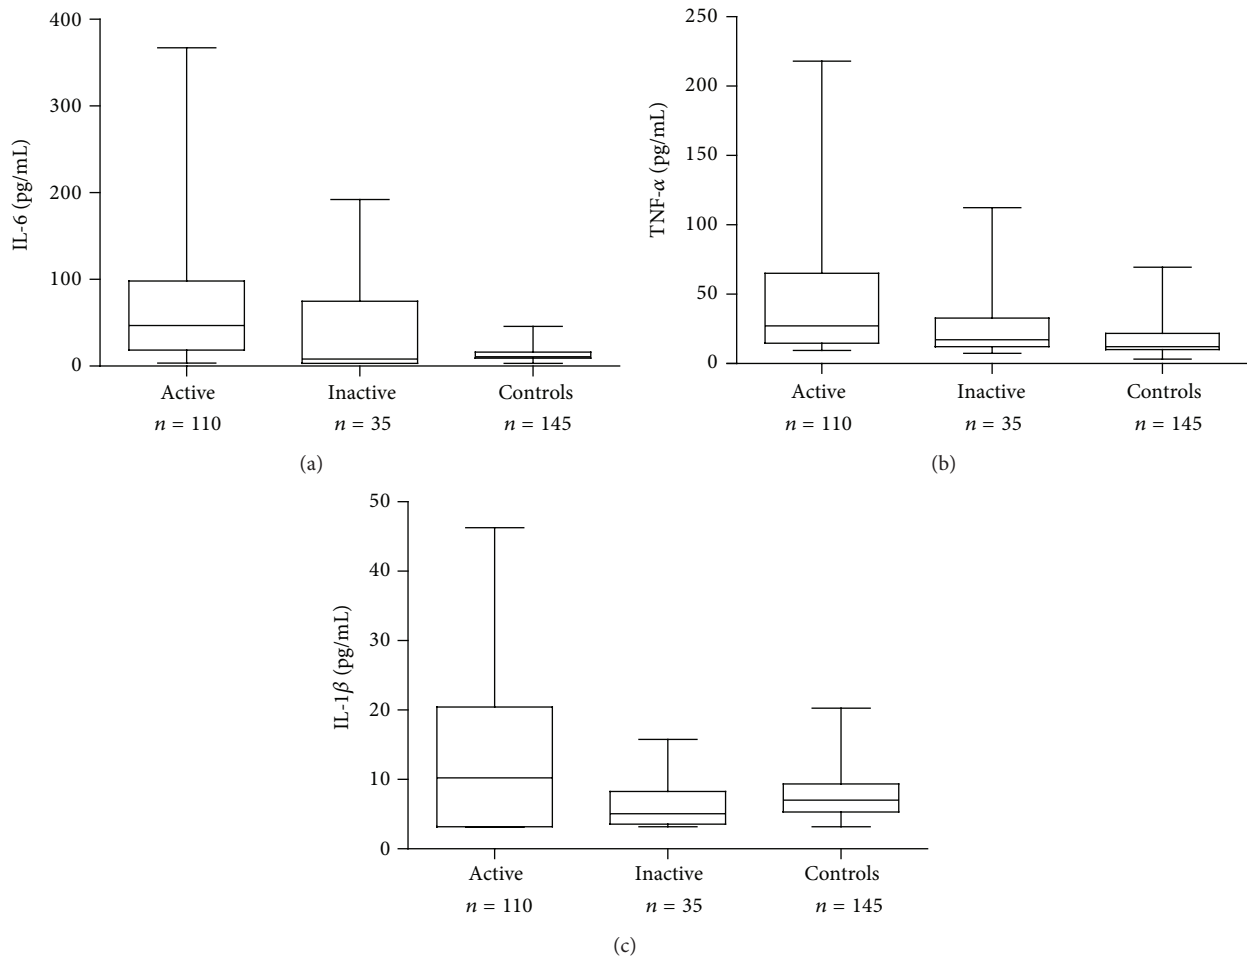 400
300
200
100
0
IL-6 (pg/mL)
Active
Inactive
Controls
n = 110
n = 35
n = 145
(a)
250
200
150
100
50
0
TNF-α (pg/mL)
Active
Inactive
Controls
n = 110
n = 35
n = 145
(b)
50
40
30
20
10
0
IL-1β (pg/mL)
Active
Inactive
Controls
n = 110
n = 35
n = 145
(c)